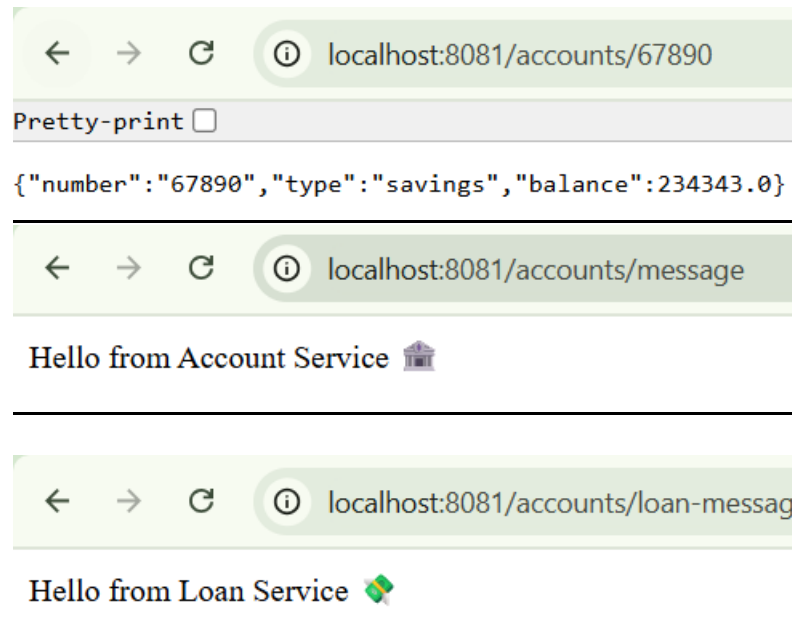 localhost:8081/accounts/67890
Pretty-print
{"number":"67890","type":"savings","balance":234343.0}
localhost:8081/accounts/message
Hello from Account Service 🏛️
localhost:8081/accounts/loan-messag
Hello from Loan Service 💸